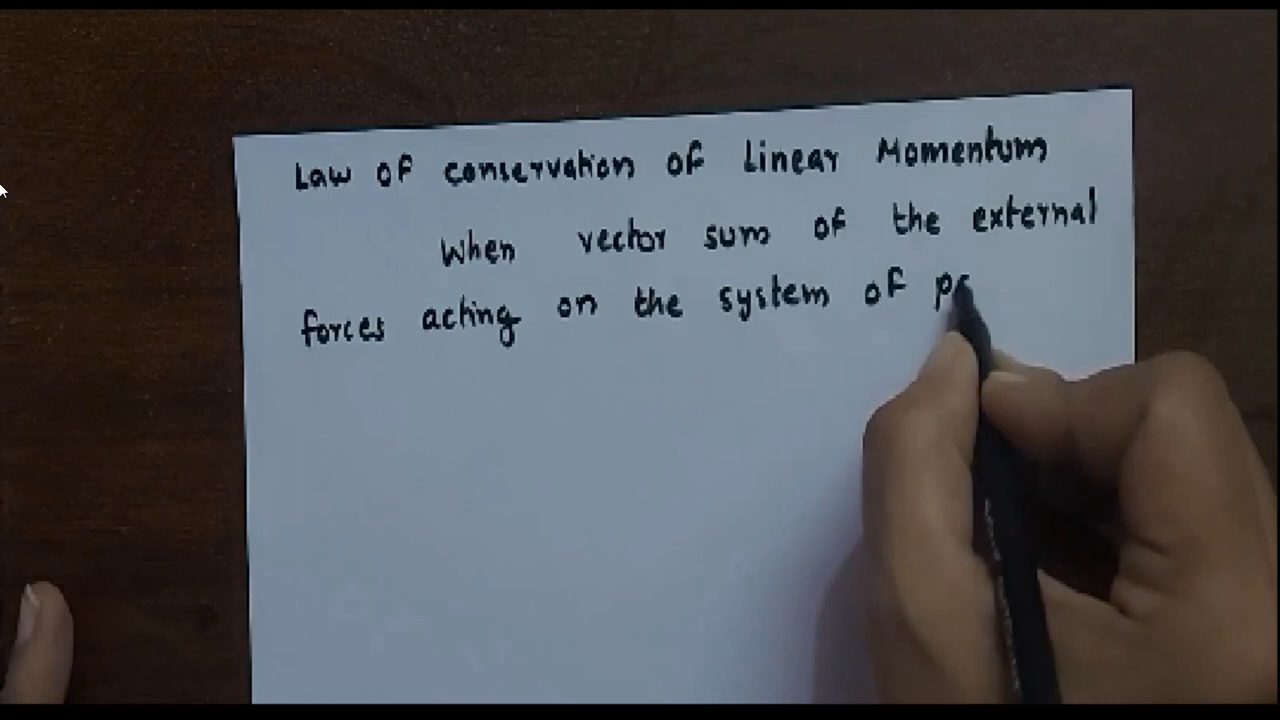 Law of conservation of Linear Momentum
When vector sum of the external
forces acting on the system of